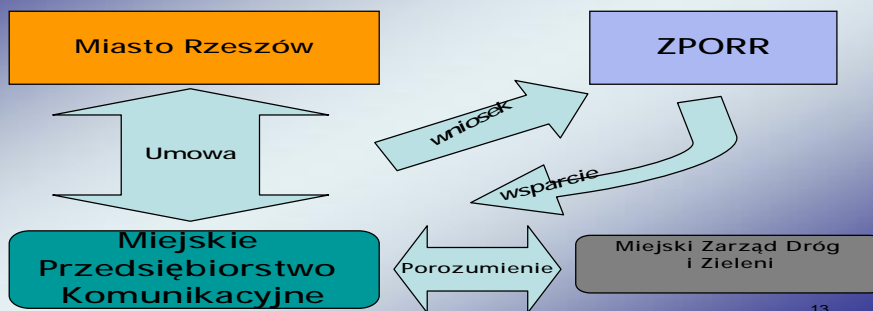 Miasto Rzeszów
ZPORR
wniosek
Umowa
wsparcie
Miejskie
Przedsiębiorstwo
Komunikacyjne
Porozumienie
Miejski Zarząd Dróg
i Zieleni
13